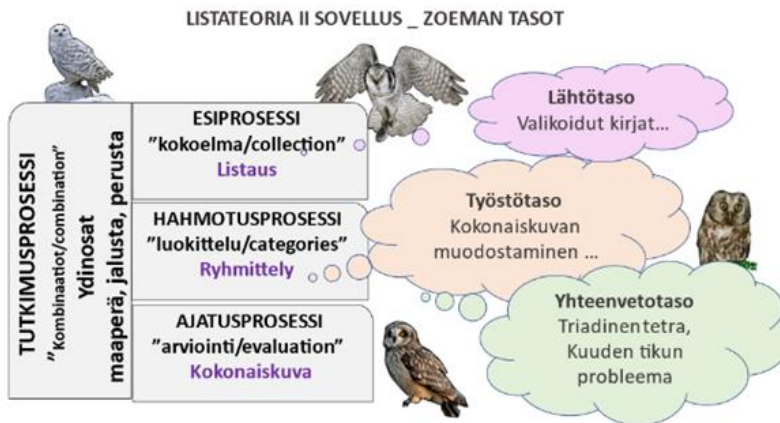 LISTATEORIA II SOVELLUS _ ZOEMAN TASOT
TUTKIMUSPROSESSI
"Kombinaatiot/combination"
Ydinosat
maaperä, jalusta, perusta
ESIPROSESSI
"kokoelma/collection"
Listaus
HAHMOTUSPROSESSI
"luokittelu/categories"
Ryhmittely
AJATUSPROSESSI
"arviointi/evaluation"
Kokonaiskuva
Lähtötaso
Valikoidut kirjat...
Työstötaso
Kokonaiskuvan
muodostaminen ...
Yhteenvetotaso
Triadinen tetra,
Kuuden tikun
probleema